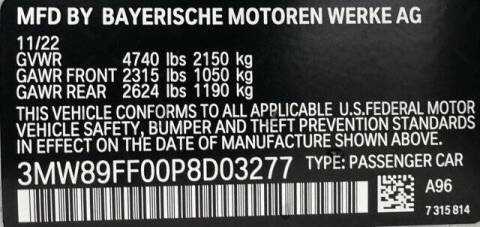 MFD BY BAYERISCHE MOTOREN WERKE AG
11/22
GVWR 4740 lbs 2150 kg
GAWR FRONT 2315 lbs 1050 kg
GAWR REAR 2624 lbs 1190 kg
THIS VEHICLE CONFORMS TO ALL APPLICABLE U.S.FEDERAL MOTOR
VEHICLE SAFETY, BUMPER AND THEFT PREVENTION STANDARDS
IN EFFECT ON THE DATE OF MANUFACTURE SHOWN ABOVE.
3MW89FF00P8D03277 TYPE: PASSENGER CAR
A96
7 315 814